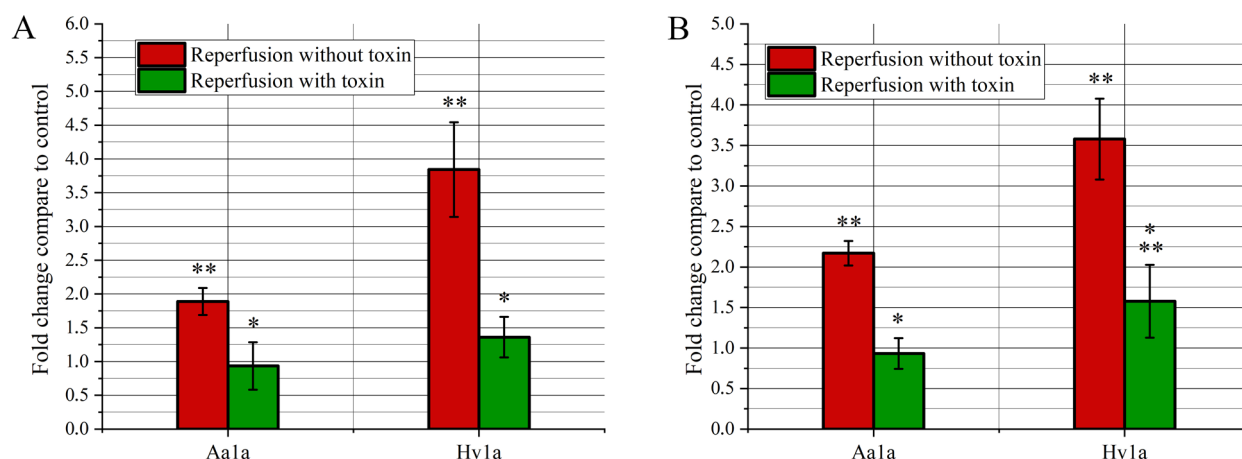 A
Fold change compare to control
6.0
5.5
5.0
4.5
4.0
3.5
3.0
2.5
2.0
1.5
1.0
0.5
0.0
Reperfusion without toxin
Reperfusion with toxin
**
*
**
*
Aa1a
Hv1a
B
Fold change compare to control
5.0
4.5
4.0
3.5
3.0
2.5
2.0
1.5
1.0
0.5
0.0
Reperfusion without toxin
Reperfusion with toxin
**
*
**
*
**
Aa1a
Hv1a